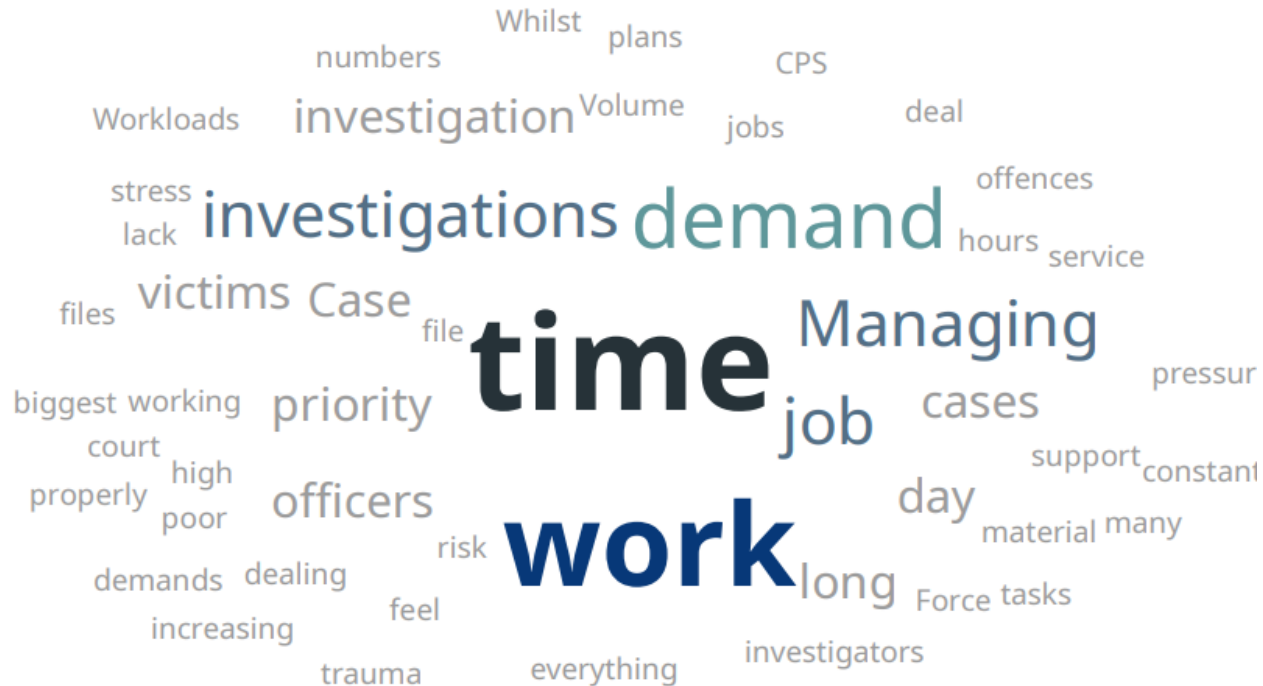 Whilst
plans
numbers
CPS
Workloads
investigation
Volume
jobs
deal
stress
investigations
demand
offences
lack
hours
service
files
victims
Case
file
time
Managing
pressur
biggest
working
priority
job
cases
court
high
support
constant
properly
poor
officers
day
material
many
risk
work
demands
dealing
long
Force
tasks
increasing
feel
investigators
trauma
everything